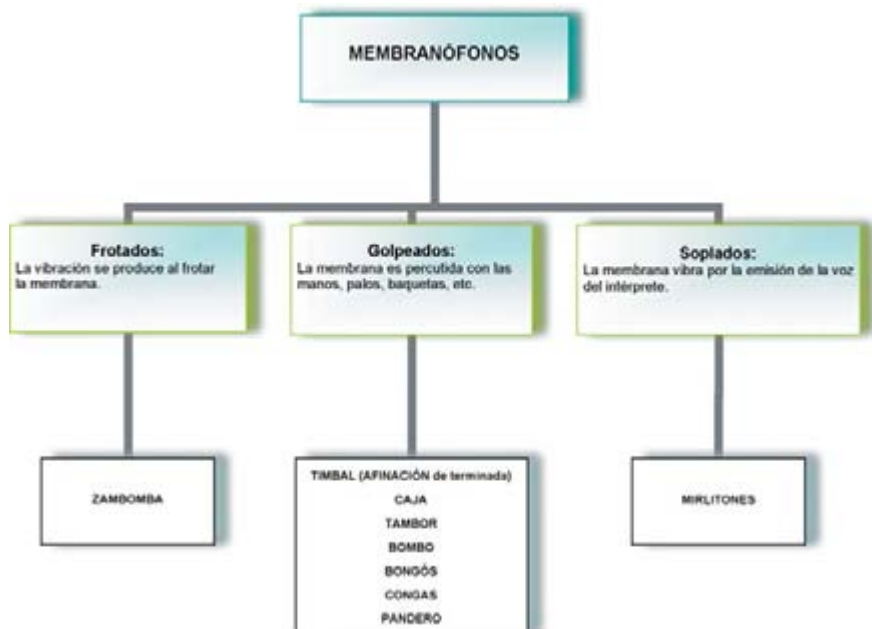 MEMBRANÓFONOS
Frotados:
La vibración se produce al frotar
la membrana.
Golpeados:
La membrana es percutida con las
manos, palos, baquetas, etc.
Soplados:
La membrana vibra por la emisión de la voz
del intérprete.
ZAMBOMBA
TIMBAL (AFINACIÓN de terminada)
CAJA
TAMBOR
BOMBO
BONGÓS
CONGAS
PANDERO
MIRLITONES